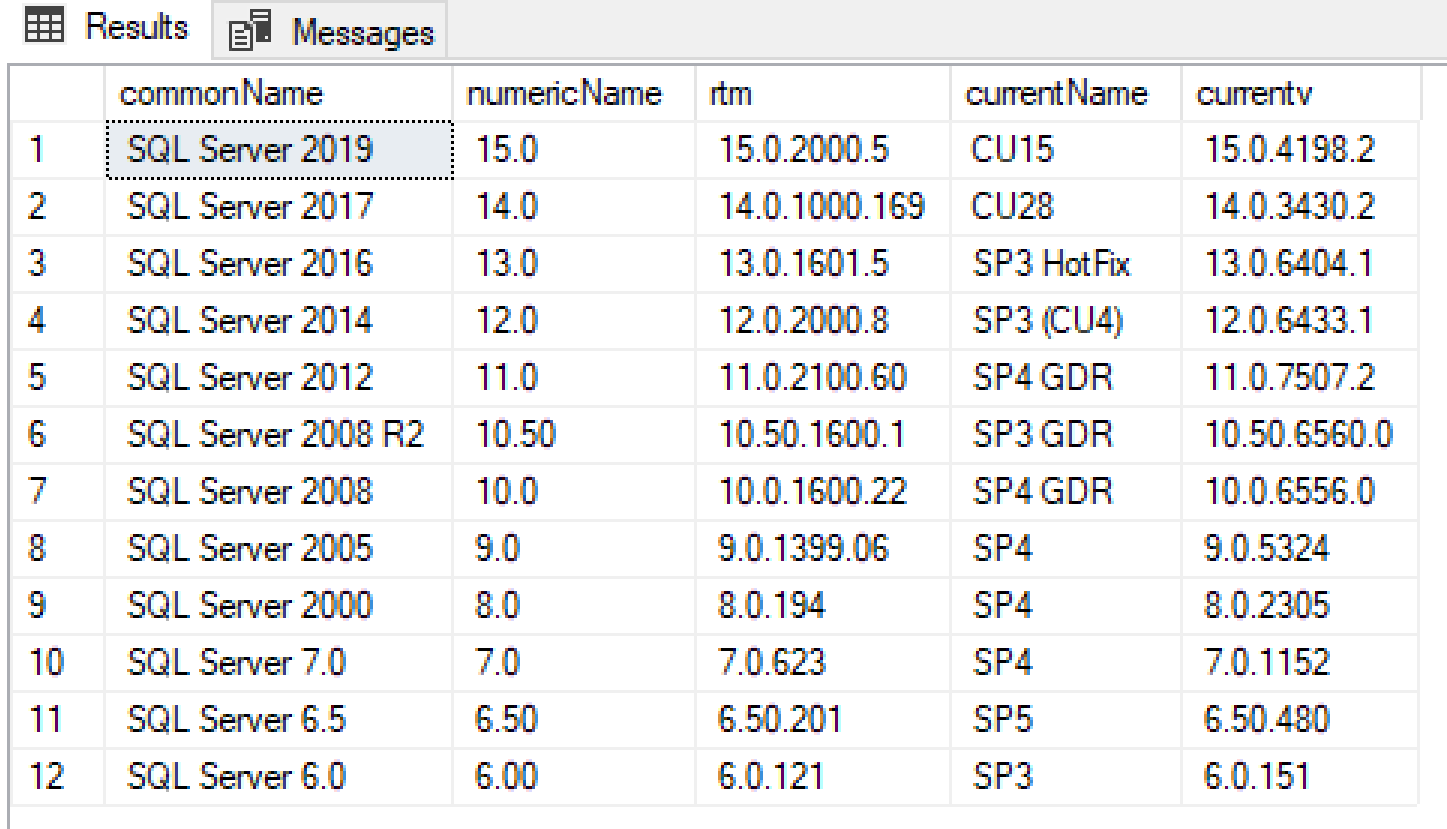 Results Messages
commonName numericName rtm currentName currentv
1 SQL Server 2019 15.0 15.0.2000.5 CU15 15.0.4198.2
2 SQL Server 2017 14.0 14.0.1000.169 CU28 14.0.3430.2
3 SQL Server 2016 13.0 13.0.1601.5 SP3 HotFix 13.0.6404.1
4 SQL Server 2014 12.0 12.0.2000.8 SP3 (CU4) 12.0.6433.1
5 SQL Server 2012 11.0 11.0.2100.60 SP4 GDR 11.0.7507.2
6 SQL Server 2008 R2 10.50 10.50.1600.1 SP3 GDR 10.50.6560.0
7 SQL Server 2008 10.0 10.0.1600.22 SP4 GDR 10.0.6556.0
8 SQL Server 2005 9.0 9.0.1399.06 SP4 9.0.5324
9 SQL Server 2000 8.0 8.0.194 SP4 8.0.2305
10 SQL Server 7.0 7.0 7.0.623 SP4 7.0.1152
11 SQL Server 6.5 6.50 6.50.201 SP5 6.50.480
12 SQL Server 6.0 6.00 6.0.121 SP3 6.0.151